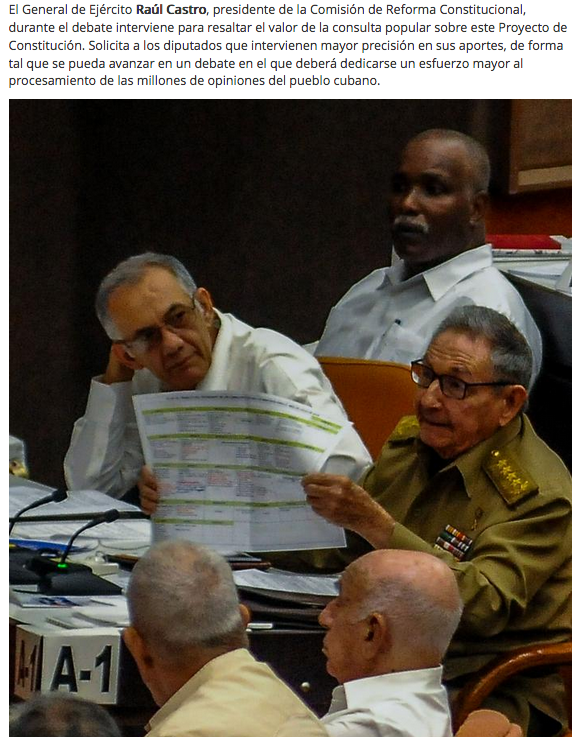 El General de Ejército Raúl Castro, presidente de la Comisión de Reforma Constitucional,
durante el debate interviene para resaltar el valor de la consulta popular sobre este Proyecto de
Constitución. Solicita a los diputados que intervienen mayor precisión en sus aportes, de forma
tal que se pueda avanzar en un debate en el que deberá dedicarse un esfuerzo mayor al
procesamiento de las millones de opiniones del pueblo cubano.
A-1 A-1